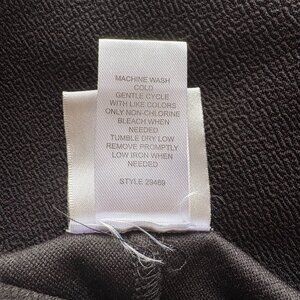 MACHINE WASH
COLD
GENTLE CYCLE
WITH LIKE COLORS
ONLY NON-CHLORINE
BLEACH WHEN
NEEDED
TUMBLE DRY LOW
REMOVE PROMPTLY
LOW IRON WHEN
NEEDED
STYLE 29469